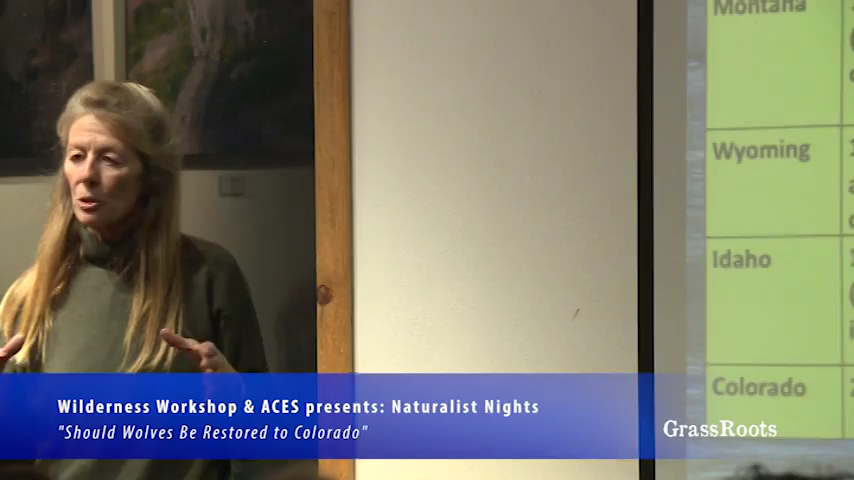 Montana
Wyoming
Idaho
Colorado
Wilderness Workshop & ACES presents: Naturalist Nights
"Should Wolves Be Restored to Colorado"
GrassRoots